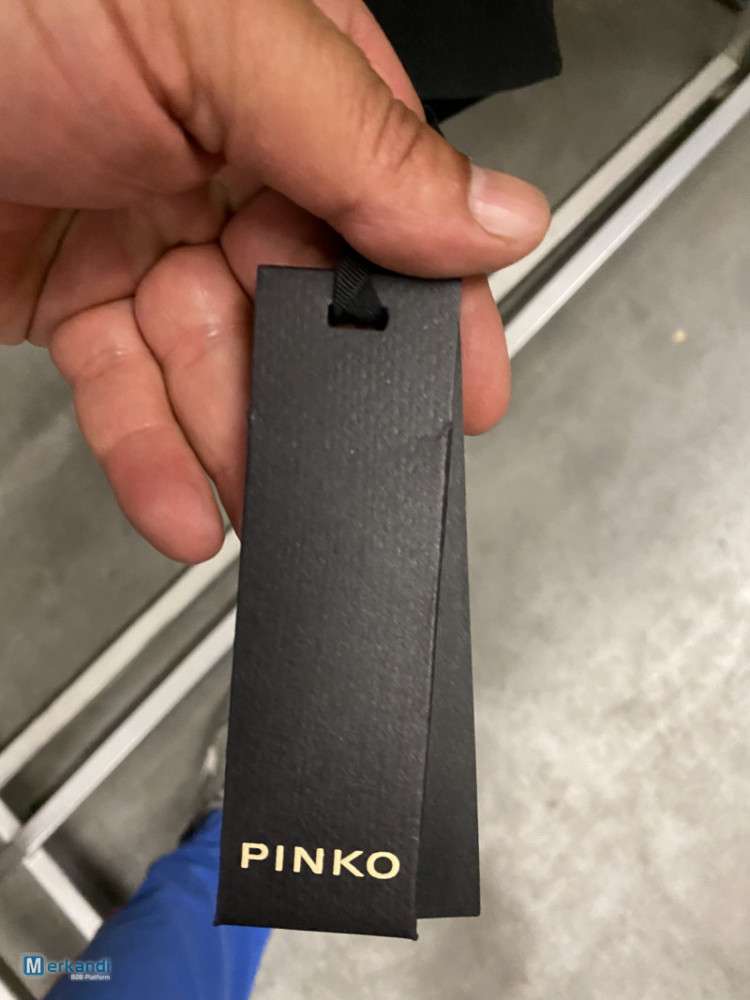 PINKO
Merkandi
B2B Platform